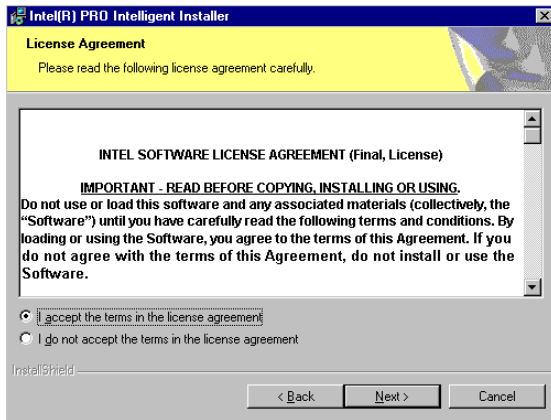 Intel(R) PRO Intelligent Installer
License Agreement
Please read the following license agreement carefully.
INTEL SOFTWARE LICENSE AGREEMENT (Final, License)
IMPORTANT - READ BEFORE COPYING, INSTALLING OR USING.
Do not use or load this software and any associated materials (collectively, the
“Software”) until you have carefully read the following terms and conditions. By
loading or using the Software, you agree to the terms of this Agreement. If you
do not agree with the terms of this Agreement, do not install or use the
Software.
I accept the terms in the license agreement
I do not accept the terms in the license agreement
InstallShield
< Back
Next >
Cancel